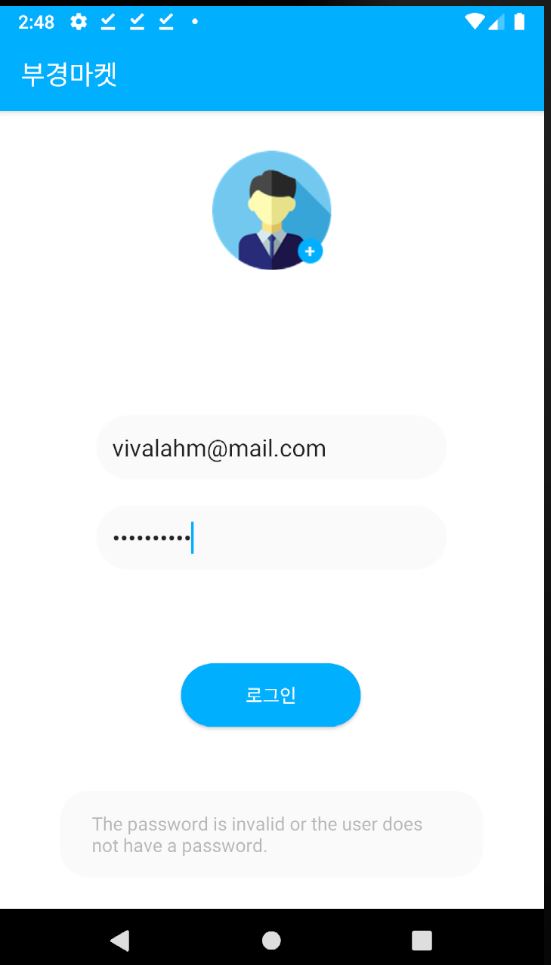 2:48
부경마켓
vivalahm@mail.com
••••••••••
로그인
The password is invalid or the user does
not have a password.